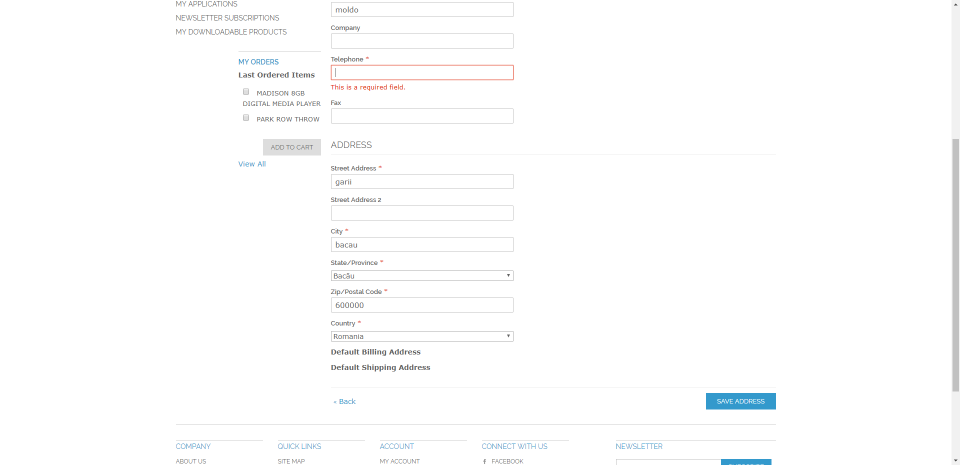 MY APPLICATIONS
NEWSLETTER SUBSCRIPTIONS
MY DOWNLOADABLE PRODUCTS
MY ORDERS
Last Ordered Items
MADISON 8GB
DIGITAL MEDIA PLAYER
PARK ROW THROW
ADD TO CART
View All
moldo
Company
Telephone *
This is a required field.
Fax
ADDRESS
Street Address *
garii
Street Address 2
City *
bacau
State/Province *
Bacău
Zip/Postal Code *
600000
Country *
Romania
Default Billing Address
Default Shipping Address
« Back
SAVE ADDRESS
COMPANY
ABOUT US
QUICK LINKS
SITE MAP
ACCOUNT
MY ACCOUNT
CONNECT WITH US
FACEBOOK
NEWSLETTER